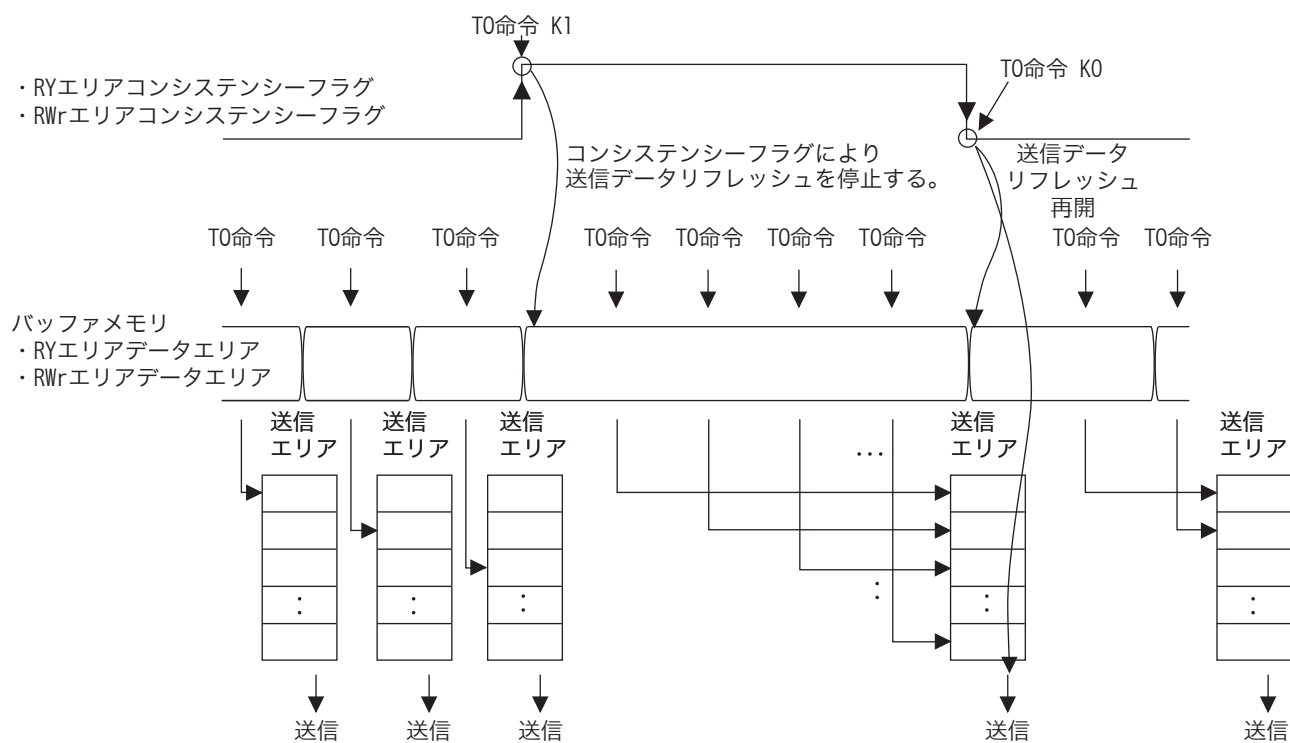 TO命令 K1
・RYエリアコンシステンシーフラグ
・RWrエリアコンシステンシーフラグ
TO命令 K0
コンシステンシーフラグにより
送信データリフレッシュを停止する。
送信データ
リフレッシュ
再開
TO命令 TO命令 TO命令 TO命令 TO命令 TO命令 TO命令 TO命令 TO命令
バッファメモリ
・RYエリアデータエリア
・RWrエリアデータエリア
送信 送信 送信 送信 送信
エリア エリア エリア ... エリア エリア
: : : : : :
送信 送信 送信 送信 送信